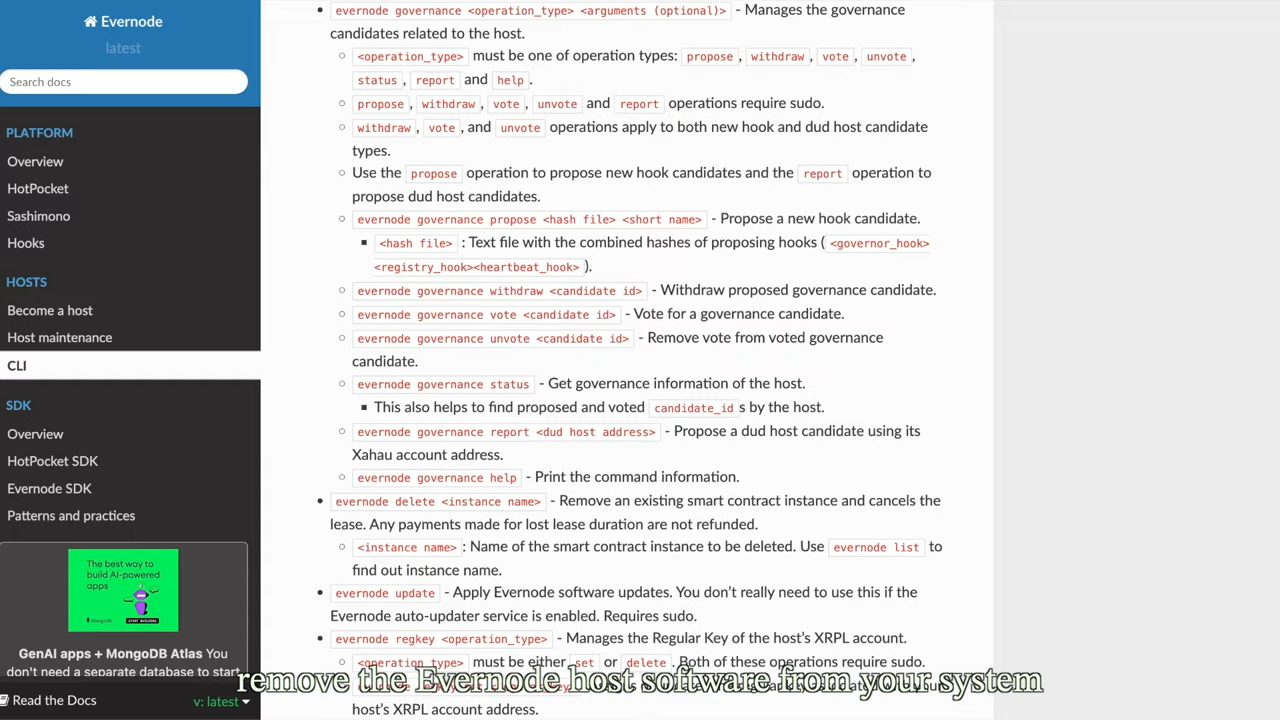 Evernode
latest
Search docs
PLATFORM
Overview
HotPocket
Sashimono
Hooks
HOSTS
Become a host
Host maintenance
CLI
SDK
Overview
HotPocket SDK
Evernode SDK
Patterns and practices
The best way to
build AI-powered
apps
MongoDB
START BUILDING
GenAI apps + MongoDB Atlas You
don't need a separate database to start
Read the Docs
v: latest
evernode governance <operation_type> <arguments (optional)> - Manages the governance
candidates related to the host.
<operation_type> must be one of operation types: propose, withdraw, vote, unvote,
status, report and help.
propose, withdraw, vote, unvote and report operations require sudo.
withdraw, vote, and unvote operations apply to both new hook and dud host candidate
types.
Use the propose operation to propose new hook candidates and the report operation to
propose dud host candidates.
evernode governance propose <hash file> <short name> - Propose a new hook candidate.
<hash file> : Text file with the combined hashes of proposing hooks (<governor_hook>
<registry_hook><heartbeat_hook>).
evernode governance withdraw <candidate id> - Withdraw proposed governance candidate.
evernode governance vote <candidate id> - Vote for a governance candidate.
evernode governance unvote <candidate id> - Remove vote from voted governance
candidate.
evernode governance status - Get governance information of the host.
This also helps to find proposed and voted candidate_id s by the host.
evernode governance report <dud host address> - Propose a dud host candidate using its
Xahau account address.
evernode governance help - Print the command information.
evernode delete <instance name> - Remove an existing smart contract instance and cancels the
lease. Any payments made for lost lease duration are not refunded.
<instance name>: Name of the smart contract instance to be deleted. Use evernode list to
find out instance name.
evernode update - Apply Evernode software updates. You don't really need to use this if the
Evernode auto-updater service is enabled. Requires sudo.
evernode regkey <operation_type> - Manages the Regular Key of the host's XRPL account.
<operation_type> must be either set or delete. Both of these operations require sudo.
remove the Evernode host software from your system
host's XRPL account address.